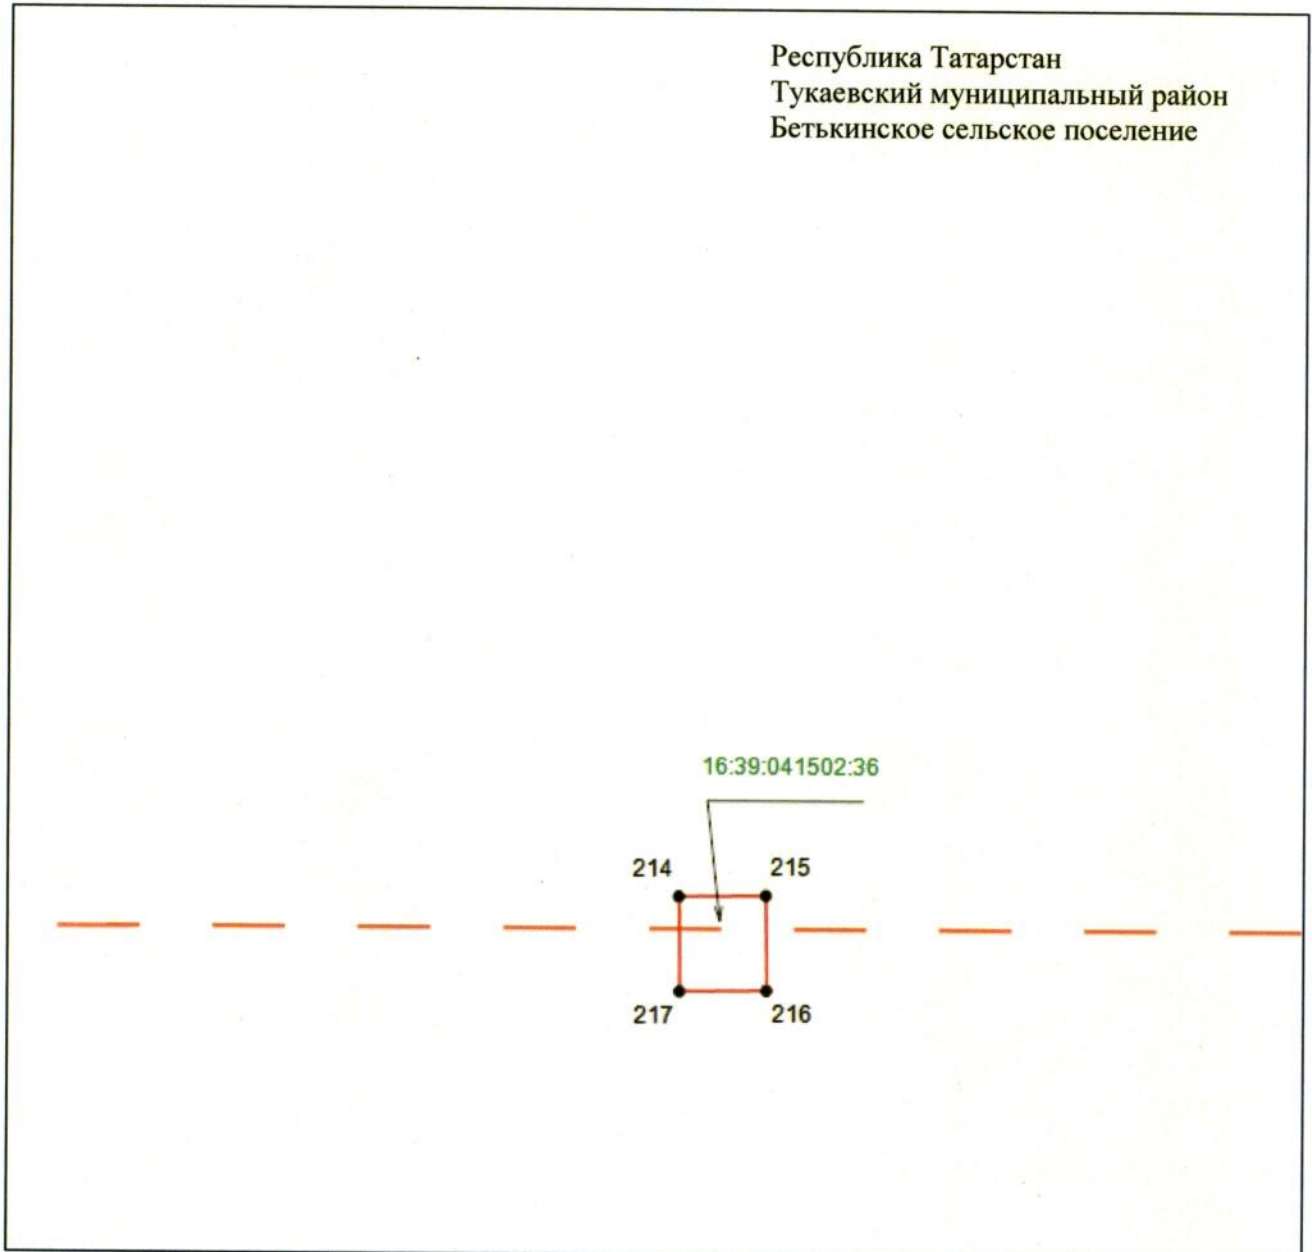 Республика Татарстан
Тукаевский муниципальный район
Бетькинское сельское поселение
16:39:041502:36
214
215
217
216